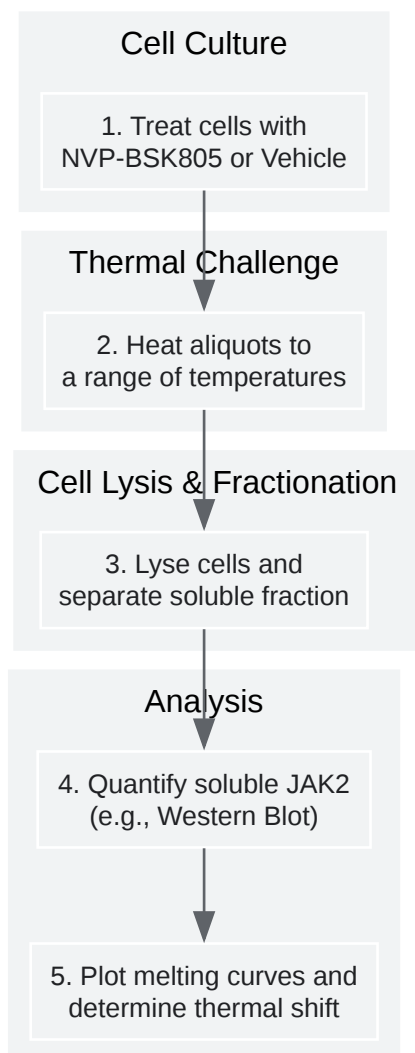 Cell Culture
1. Treat cells with
NVP-BSK805 or Vehicle
Thermal Challenge
2. Heat aliquots to
a range of temperatures
Cell Lysis & Fractionation
3. Lyse cells and
separate soluble fraction
Analysis
4. Quantify soluble JAK2
(e.g., Western Blot)
5. Plot melting curves and
determine thermal shift